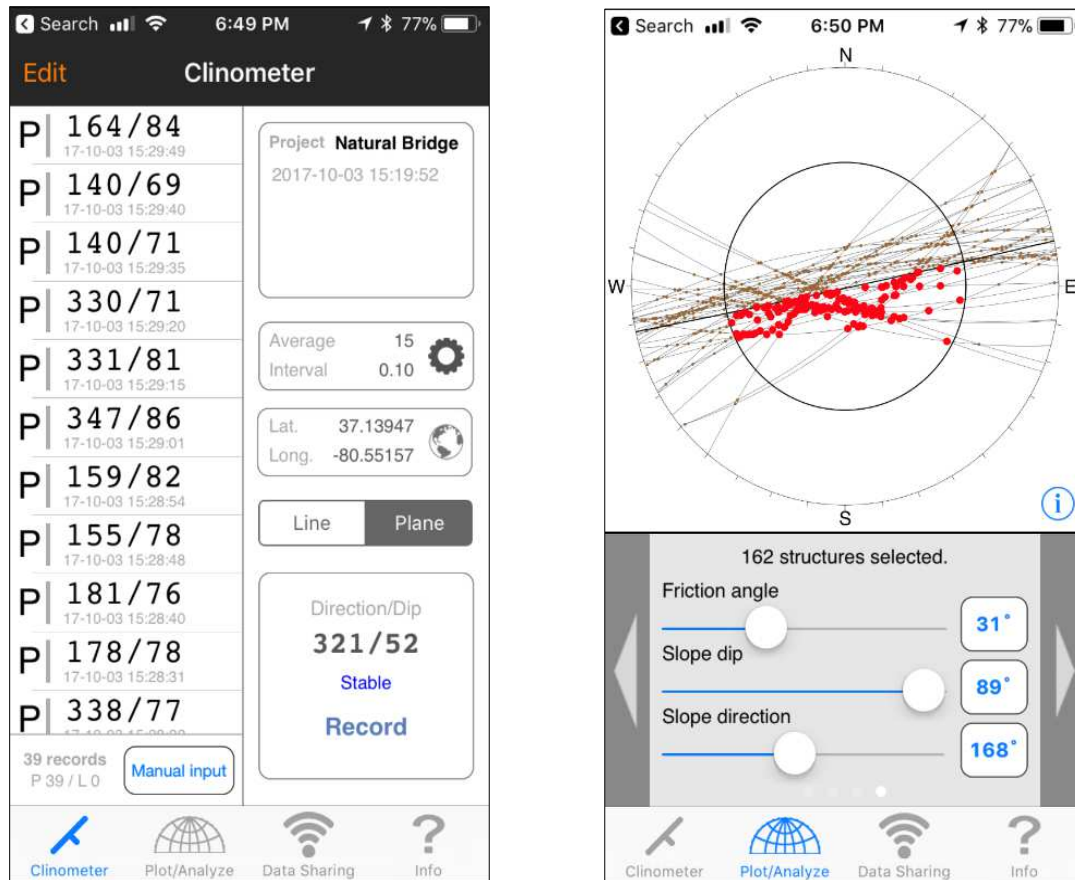 Search 6:49 PM 77%
Edit Clinometer
P 164/84
17-10-03 15:29:49
P 140/69
17-10-03 15:29:40
P 140/71
17-10-03 15:29:35
P 330/71
17-10-03 15:29:20
P 331/81
17-10-03 15:29:15
P 347/86
17-10-03 15:29:01
P 159/82
17-10-03 15:28:54
P 155/78
17-10-03 15:28:48
P 181/76
17-10-03 15:28:40
P 178/78
17-10-03 15:28:31
P 338/77
39 records
P 39 / L 0
Manual input
Project Natural Bridge
2017-10-03 15:19:52
Average 15
Interval 0.10
Lat. 37.13947
Long. -80.55157
Line Plane
Direction/Dip
321/52
Stable
Record
Clinometer Plot/Analyze Data Sharing Info
?
Search 6:50 PM 77%
N
W E
S
i
162 structures selected.
Friction angle
31°
Slope dip
89°
Slope direction
168°
?
Clinometer Plot/Analyze Data Sharing Info